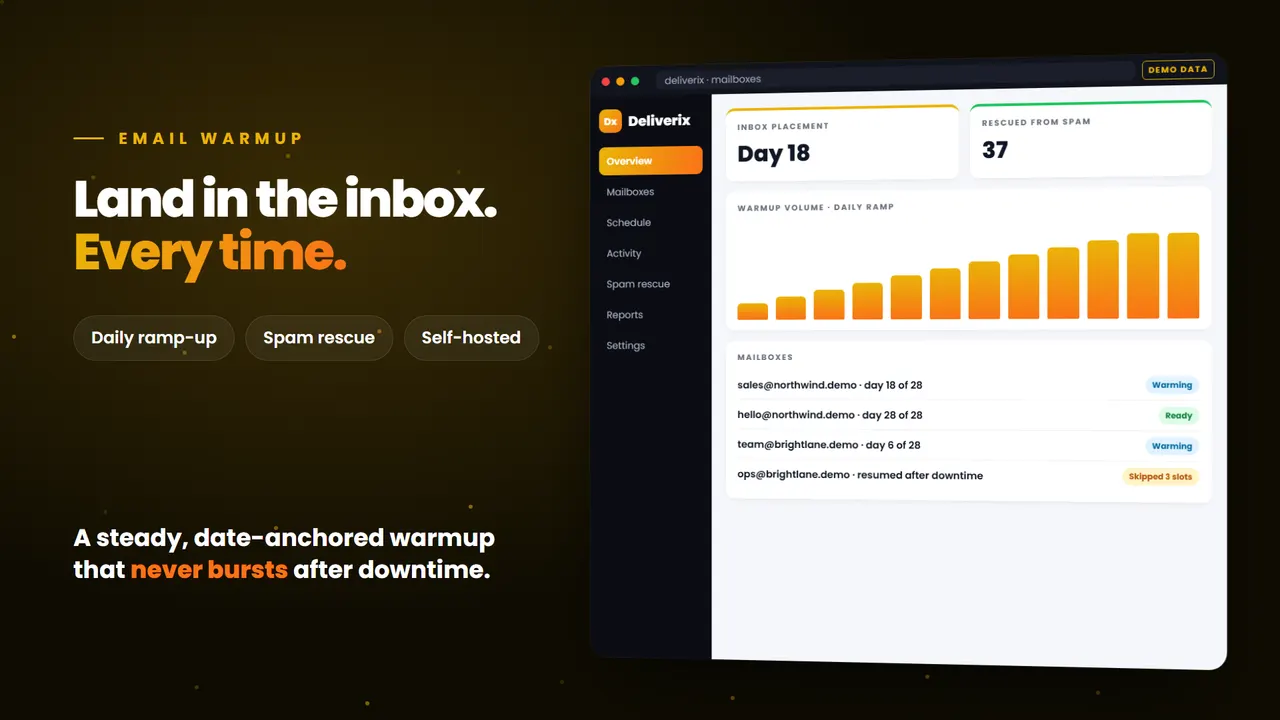 EMAIL WARMUP
Land in the inbox.
Every time.
Daily ramp-up
Spam rescue
Self-hosted
A steady, date-anchored warmup
that never bursts after downtime.
deliverix · mailboxes
DEMO DATA
Dx Deliverix
Overview
Mailboxes
Schedule
Activity
Spam rescue
Reports
Settings
INBOX PLACEMENT
Day 18
RESCUED FROM SPAM
37
WARMUP VOLUME · DAILY RAMP
MAILBOXES
sales@northwind.demo · day 18 of 28 Warming
hello@northwind.demo · day 28 of 28 Ready
team@brightlane.demo · day 6 of 28 Warming
ops@brightlane.demo · resumed after downtime Skipped 3 slots